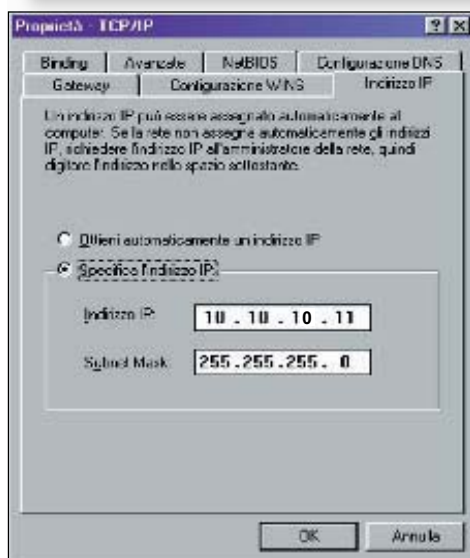 Proprietà - TCP/IP
Binding Avanzate NetBIOS Configurazione DNS
Gateway Configurazione WINS Indirizzo IP
Un indirizzo IP può essere assegnato automaticamente al
computer. Se la rete non assegna automaticamente gli indirizzi
IP, richiedere l'indirizzo IP all'amministratore della rete, quindi
digitare l'indirizzo nello spazio sottostante.
Ottieni automaticamente un indirizzo IP
Specifica l'indirizzo IP:
Indirizzo IP: 10 . 10 . 10 . 11
Subnet Mask: 255 . 255 . 255 . 0
OK Annulla